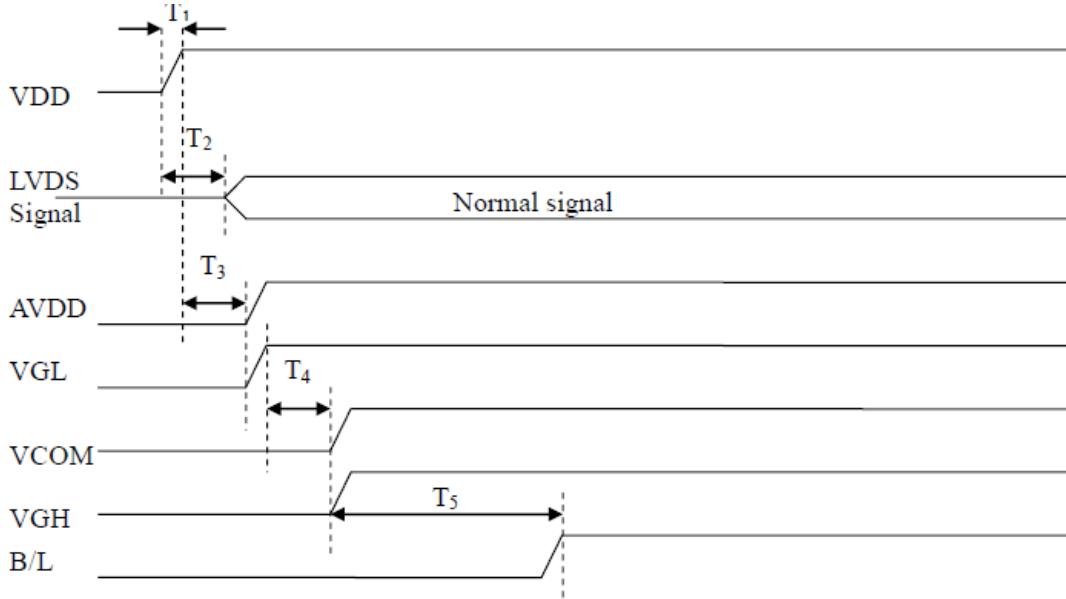 T₁
VDD
T₂
LVDS
Signal
Normal signal
T₃
AVDD
VGL
T₄
VCOM
T₅
VGH
B/L